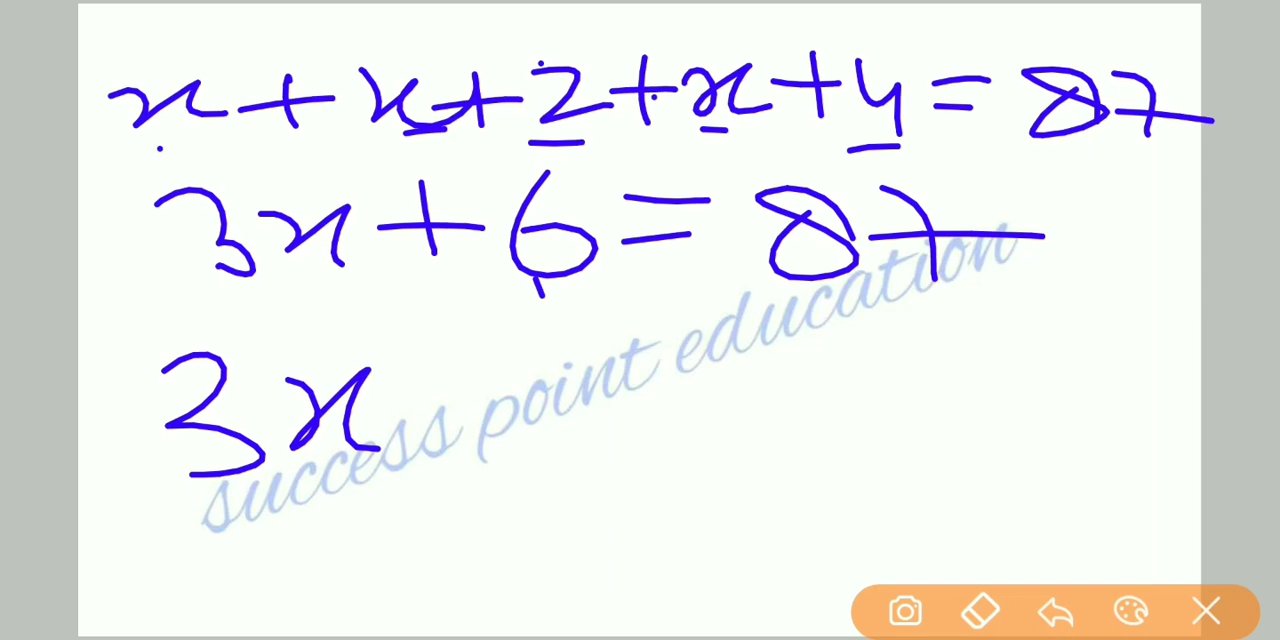 x + x + 2 + x + 4 = 87
3x + 6 = 87
3x
success point education